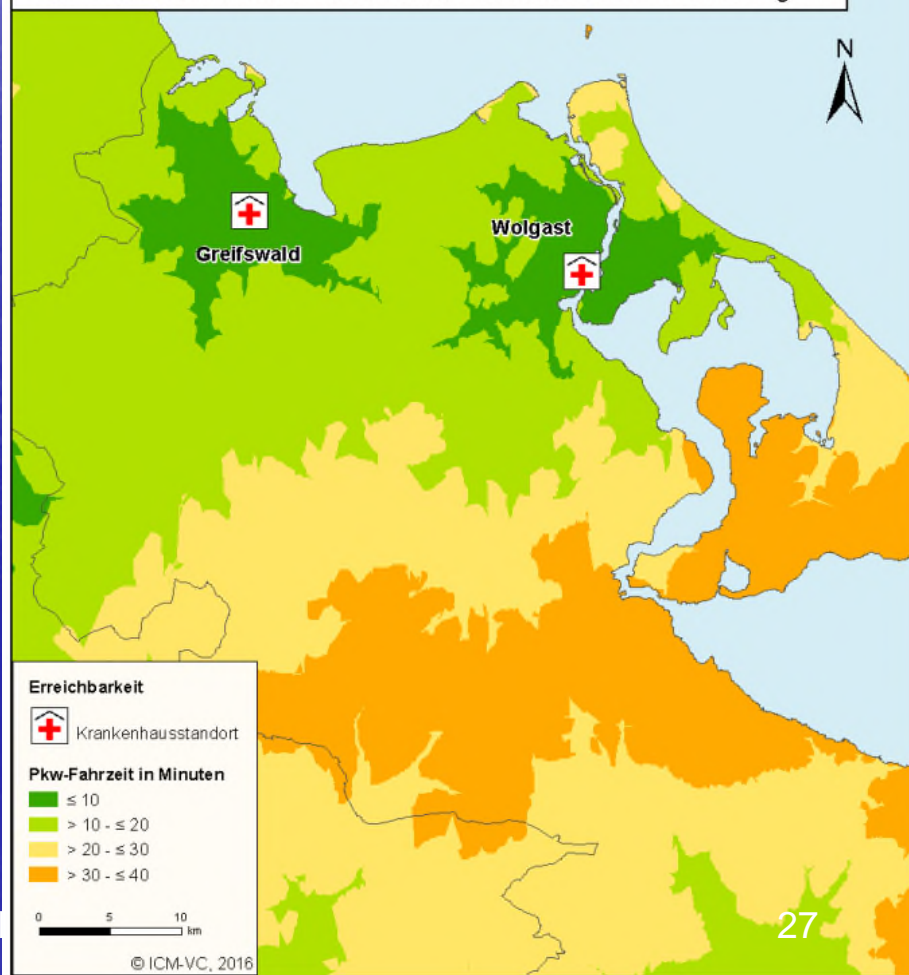 N
Wolgast
Greifswald
Erreichbarkeit
Krankenhausstandort
Pkw-Fahrzeit in Minuten
≤ 10
> 10 - ≤ 20
> 20 - ≤ 30
> 30 - ≤ 40
0 5 10
km
© ICM-VC, 2016
27